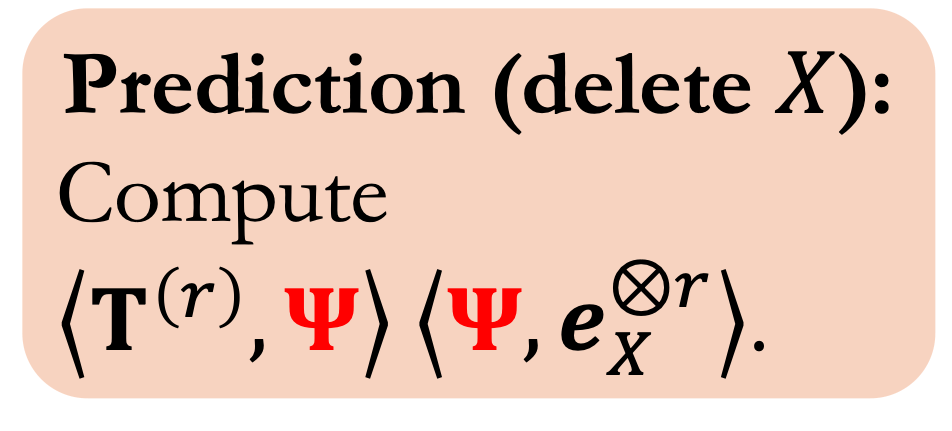 Prediction (delete X):
Compute
⟨T^(r), Ψ⟩ ⟨Ψ, e_X^⊗r⟩.